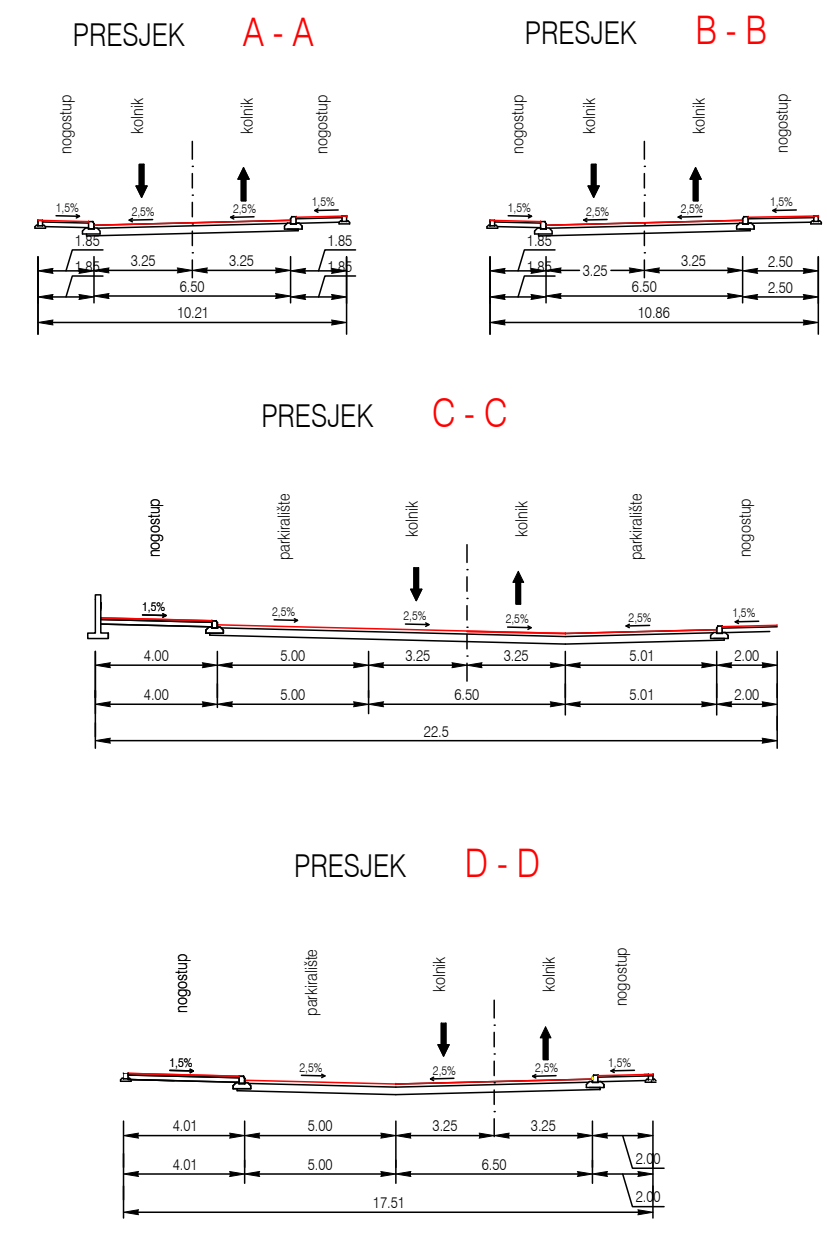 PRESJEK A - A
nogostup kolnik kolnik nogostup
1,5% 2,5% 2,5% 1,5%
1.85 3.25 3.25 1.85
1.85 6.50 1.85
10.21
PRESJEK B - B
nogostup kolnik kolnik nogostup
1,5% 2,5% 2,5% 1,5%
1.85 3.25 3.25 2.50
1.85 6.50 2.50
10.86
PRESJEK C - C
nogostup parkiralište kolnik kolnik parkiralište nogostup
1,5% 2,5% 2,5% 2,5% 2,5% 1,5%
4.00 5.00 3.25 3.25 5.01 2.00
4.00 5.00 6.50 5.01 2.00
22.5
PRESJEK D - D
nogostup parkiralište kolnik kolnik nogostup
1,5% 2,5% 2,5% 2,5% 1,5%
4.01 5.00 3.25 3.25 2.00
4.01 5.00 6.50 2.00
17.51